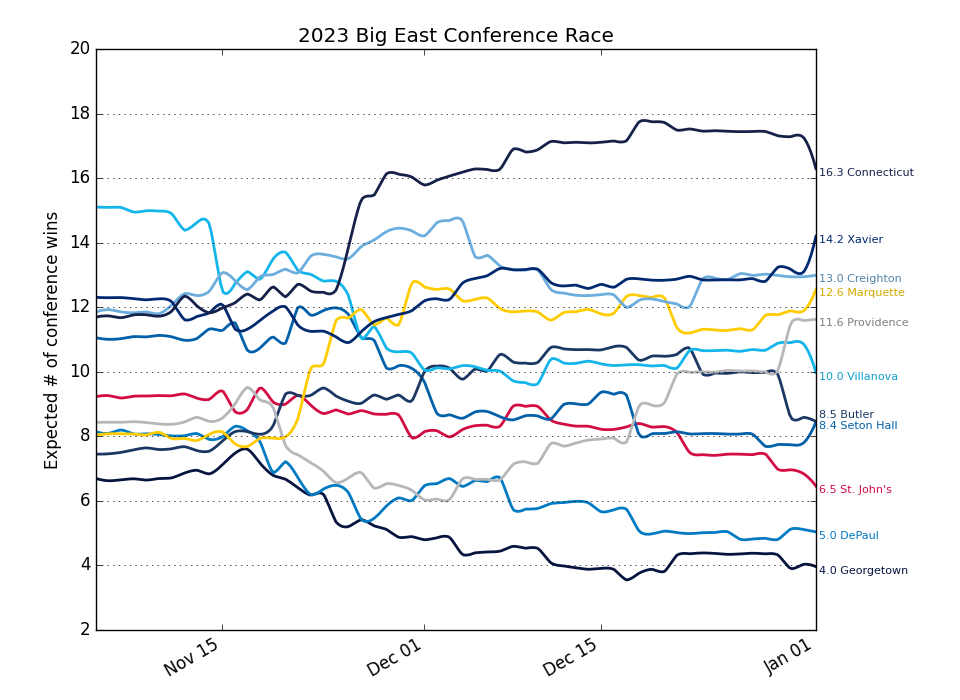 2023 Big East Conference Race
Expected # of conference wins
20
18
16
14
12
10
8
6
4
2
16.3 Connecticut
14.2 Xavier
13.0 Creighton
12.6 Marquette
11.6 Providence
10.0 Villanova
8.5 Butler
8.4 Seton Hall
6.5 St. John's
5.0 DePaul
4.0 Georgetown
Nov 15
Dec 01
Dec 15
Jan 01